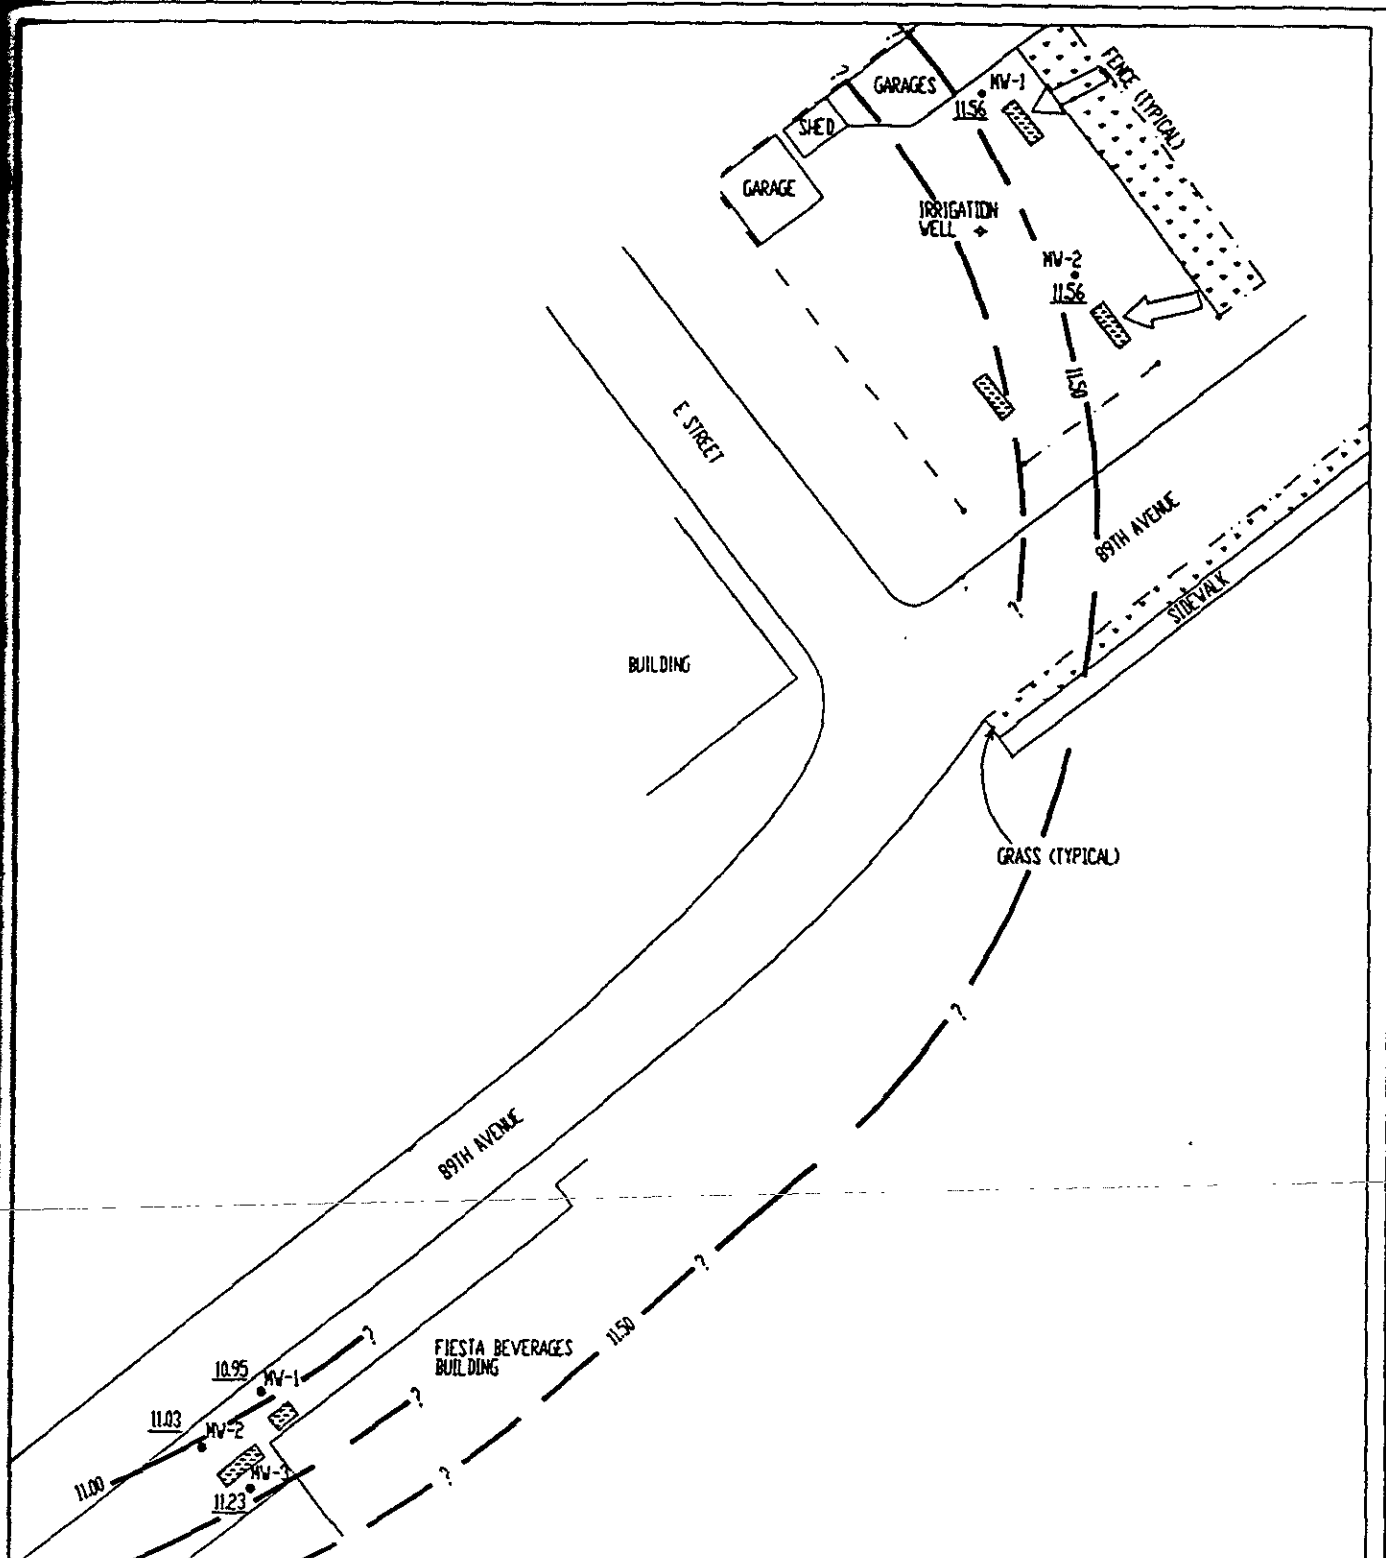 ?
GARAGES
MW-1
11.56
FENCE (TYPICAL)
SHED
GARAGE
IRRIGATION
WELL
MW-2
11.56
11.50
E STREET
89TH AVENUE
SIDEWALK
?
BUILDING
GRASS (TYPICAL)
?
89TH AVENUE
?
11.50
?
FIESTA BEVERAGES
BUILDING
10.95
MW-1
?
11.03
MW-2
MW-3
?
11.00
11.23